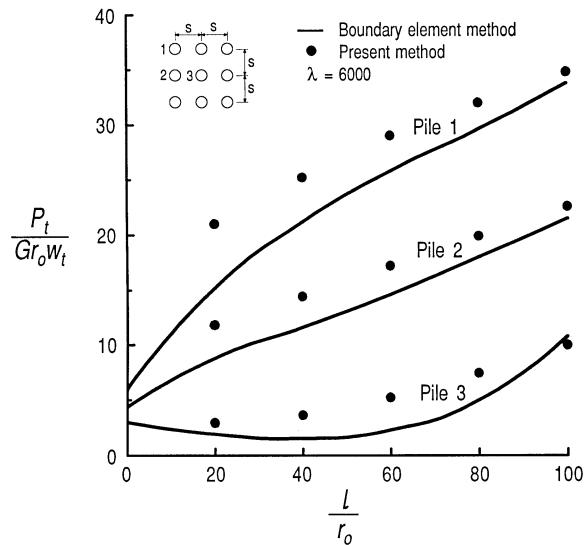 40
30
20
10
0
P_t
Gr_ow_t
S S
1
2 3
S
S
Boundary element method
Present method
λ = 6000
Pile 1
Pile 2
Pile 3
0 20 40 60 80 100
l
r_o